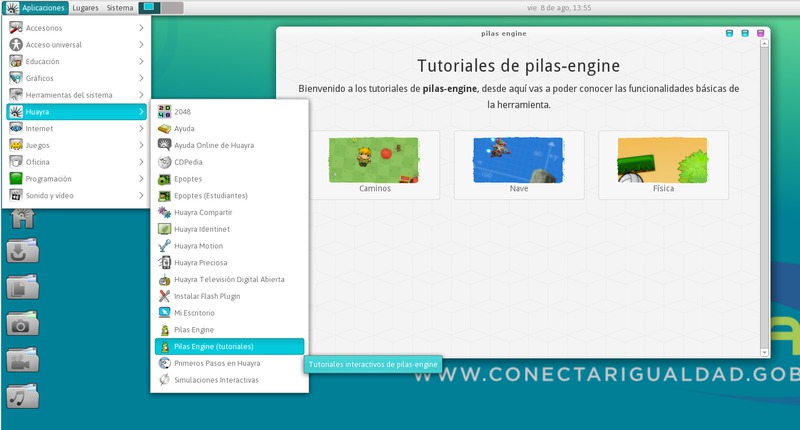 Aplicaciones Lugares Sistema
vie 8 de ago, 13:55
Accesorios
Acceso universal
Educación
Gráficos
Herramientas del sistema
Huayra
Internet
Juegos
Oficina
Programación
Sonido y vídeo
2048
Ayuda
Ayuda Online de Huayra
CDPedia
Epoptes
Epoptes (Estudiantes)
Huayra Compartir
Huayra Identinet
Huayra Motion
Huayra Preciosa
Huayra Televisión Digital Abierta
Instalar Flash Plugin
Mi Escritorio
Pilas Engine
Pilas Engine (tutoriales)
Primeros Pasos en Huayra
Simulaciones Interactivas
Tutoriales interactivos de pilas-engine
pilas engine
Tutoriales de pilas-engine
Bienvenido a los tutoriales de pilas-engine, desde aquí vas a poder conocer las funcionalidades básicas de
la herramienta.
Caminos
Nave
Física
WWW.CONECTARIGUALDAD.GOB